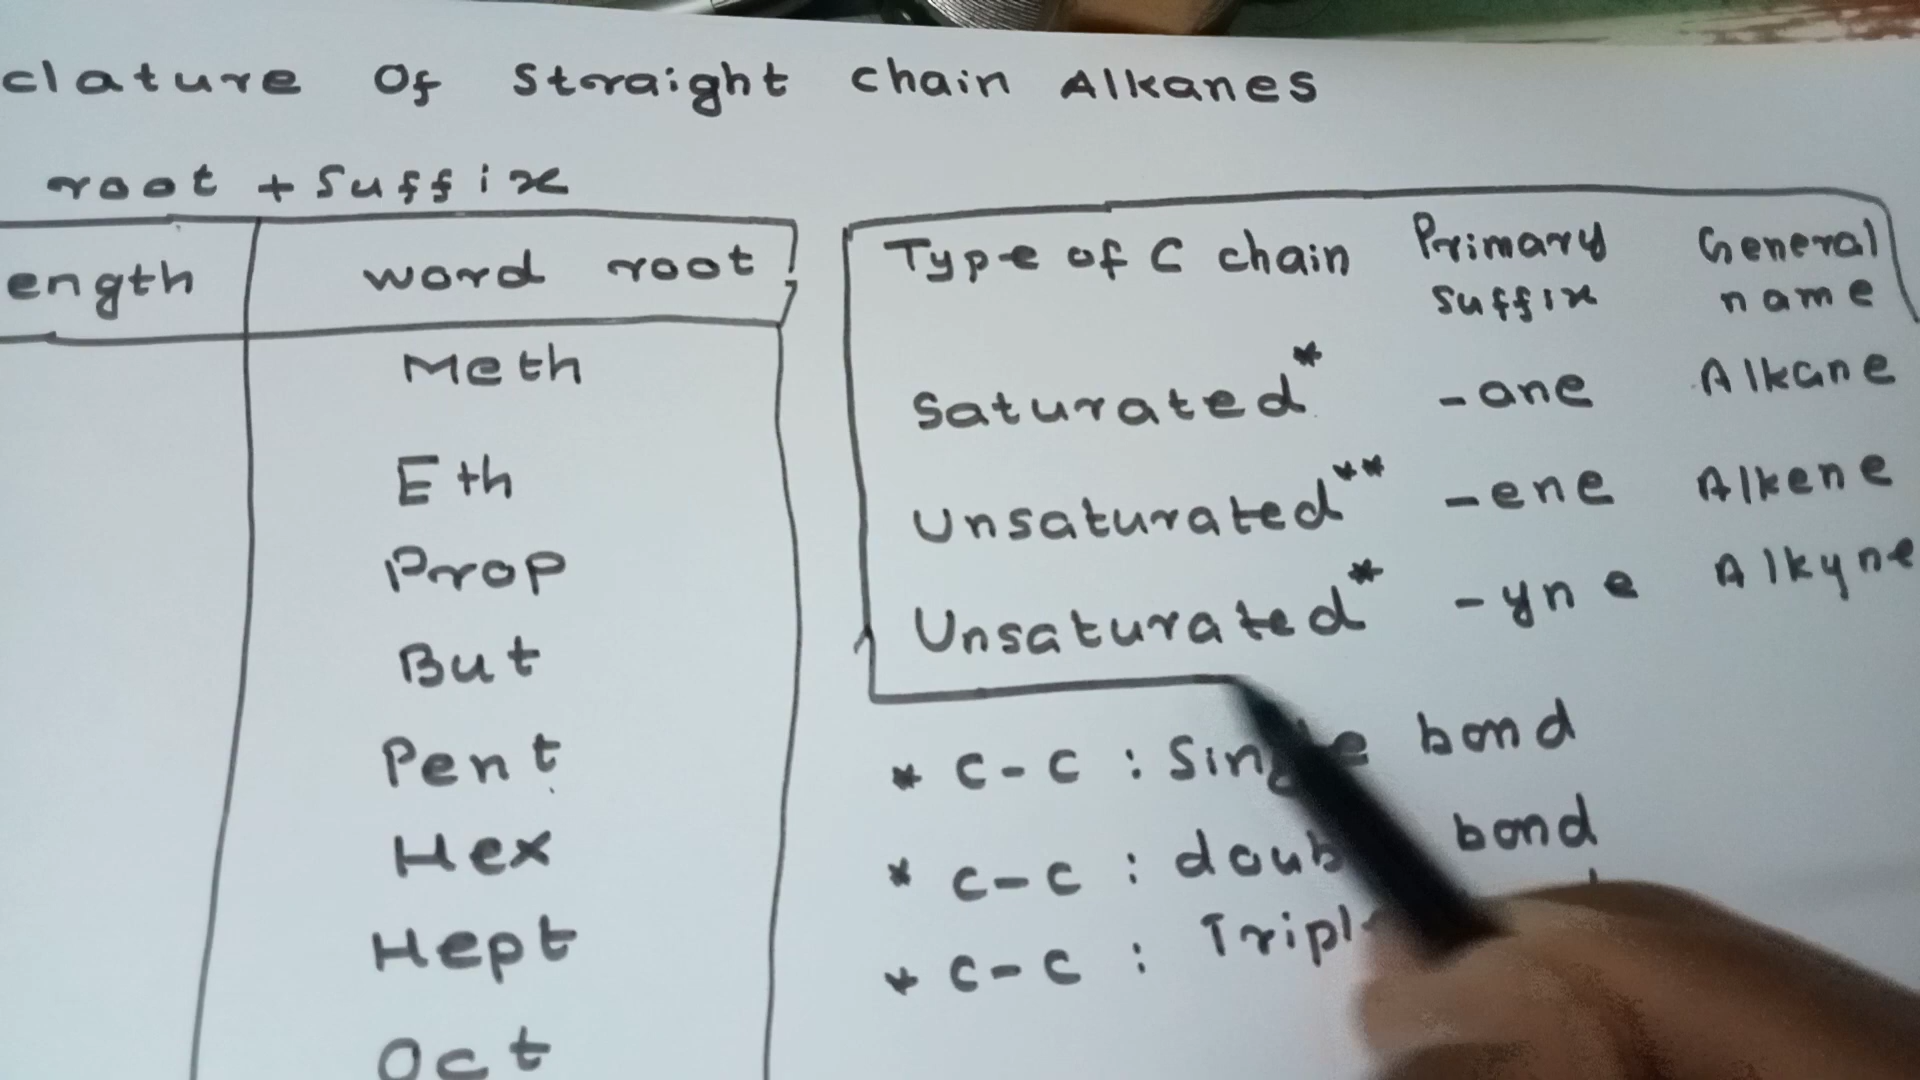 clature Of Straight chain Alkanes
root + Suffix
ength word root
Meth
Eth
Prop
But
Pent
Hex
Hept
Oct
Type of C chain Primary suffix General name
Saturated* -ane Alkane
Unsaturated** -ene Alkene
Unsaturated* -yne Alkyne
* C-C : Single bond
* C-C : doub bond
* C-C : Tripl